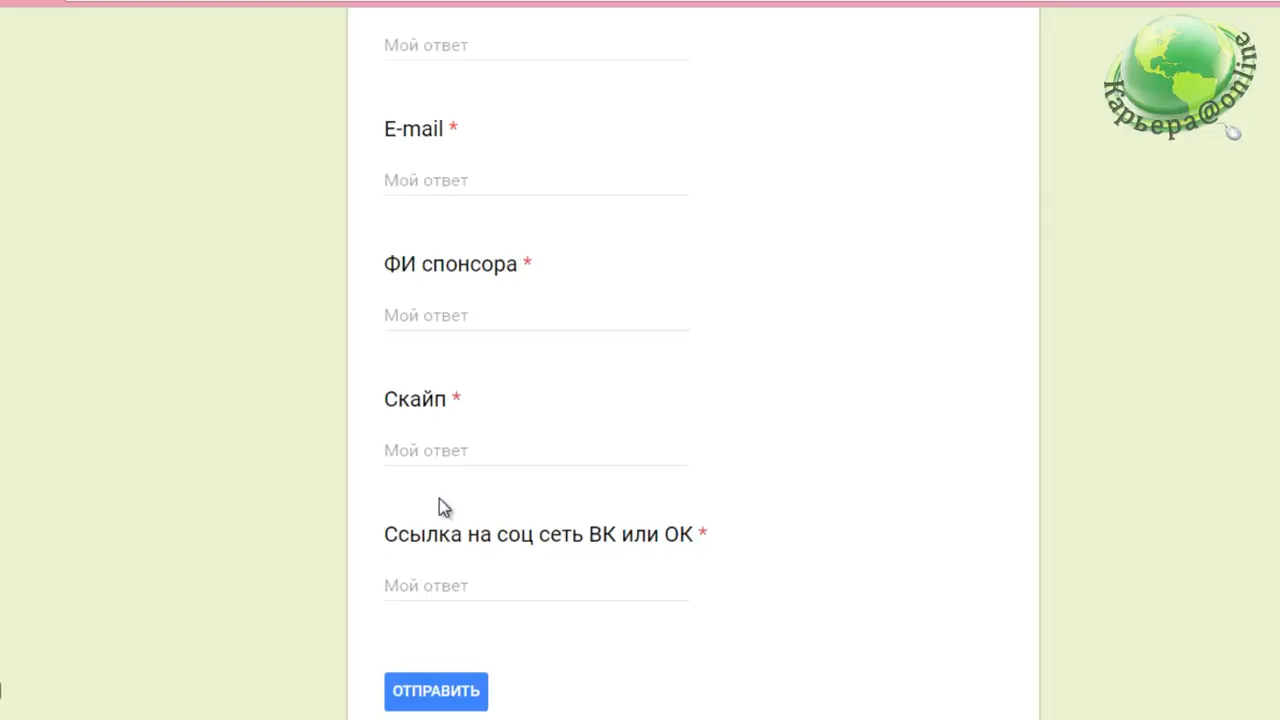 Мой ответ
Карьера@online
E-mail *
Мой ответ
ФИ спонсора *
Мой ответ
Скайп *
Мой ответ
Ссылка на соц сеть ВК или ОК *
Мой ответ
ОТПРАВИТЬ